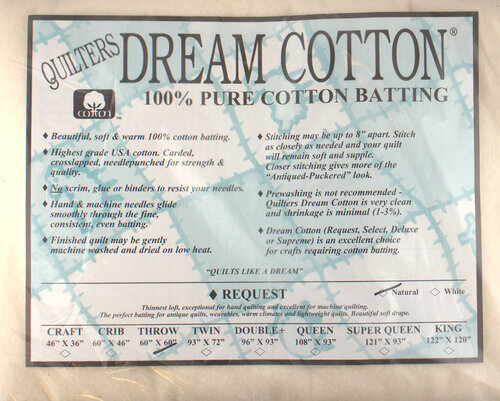 QUILTERS DREAM COTTON®
100% PURE COTTON BATTING
cotton TM
♦ Beautiful, soft & warm 100% cotton batting.
♦ Highest grade USA cotton. Carded,
crosslapped, needlepunched for strength &
quality.
♦ No scrim, glue or binders to resist your needles.
♦ Hand & machine needles glide
smoothly through the fine,
consistent, even batting.
♦ Finished quilt may be gently
machine washed and dried on low heat.
♦ Stitching may be up to 8" apart. Stitch
as closely as needed and your quilt
will remain soft and supple.
Closer stitching gives more of the
"Antiqued-Puckered" look.
♦ Prewashing is not recommended -
Quilters Dream Cotton is very clean
and shrinkage is minimal (1-3%).
♦ Dream Cotton (Request, Select, Deluxe
or Supreme) is an excellent choice
for crafts requiring cotton batting.
"QUILTS LIKE A DREAM"
♦ REQUEST ◇ Natural ◇ White
Thinnest loft, exceptional for hand quilting and excellent for machine quilting.
The perfect batting for antique quilts, wearables, warm climates and lightweight quilts. Beautiful soft drape.
CRAFT CRIB THROW TWIN DOUBLE+ QUEEN SUPER QUEEN KING
46" X 36" 60" X 46" 60" X 60" 93" X 72" 96" X 93" 108" X 93" 121" X 93" 122" X 120"